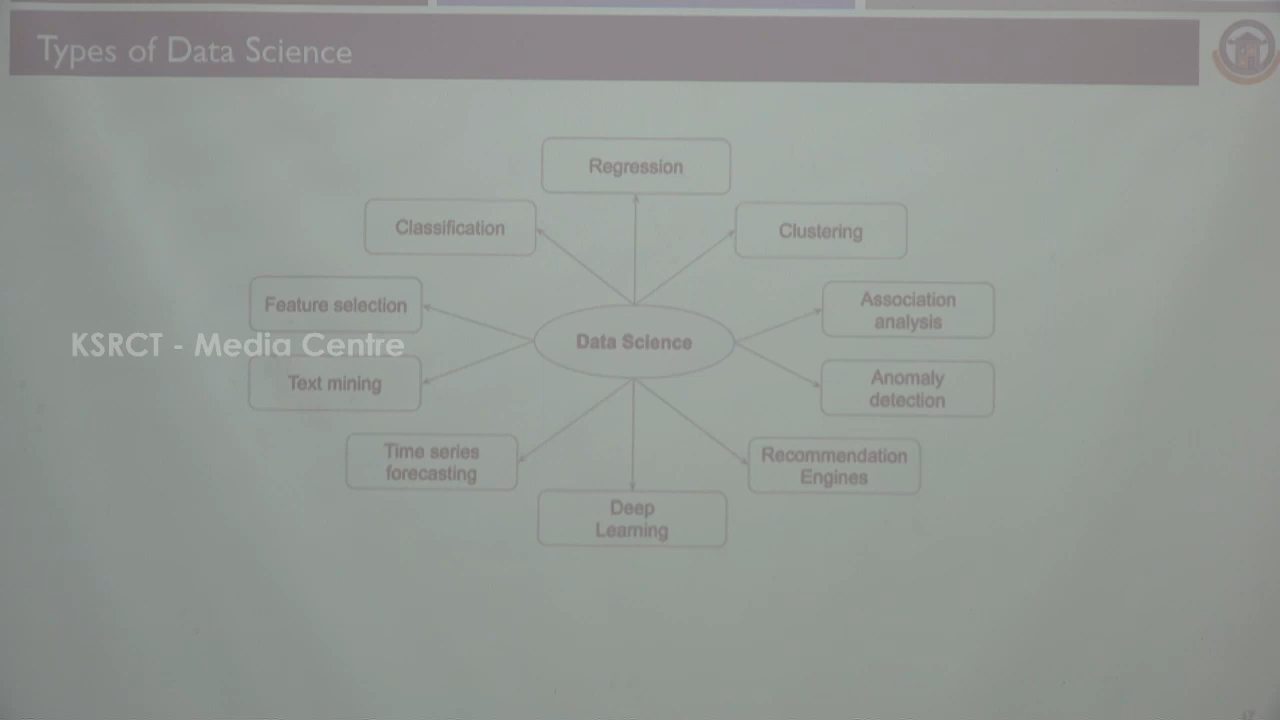 Types of Data Science
Regression
Classification
Clustering
Feature selection
Association
analysis
Data Science
KSRCT - Media Centre
Text mining
Anomaly
detection
Time series
forecasting
Recommendation
Engines
Deep
Learning